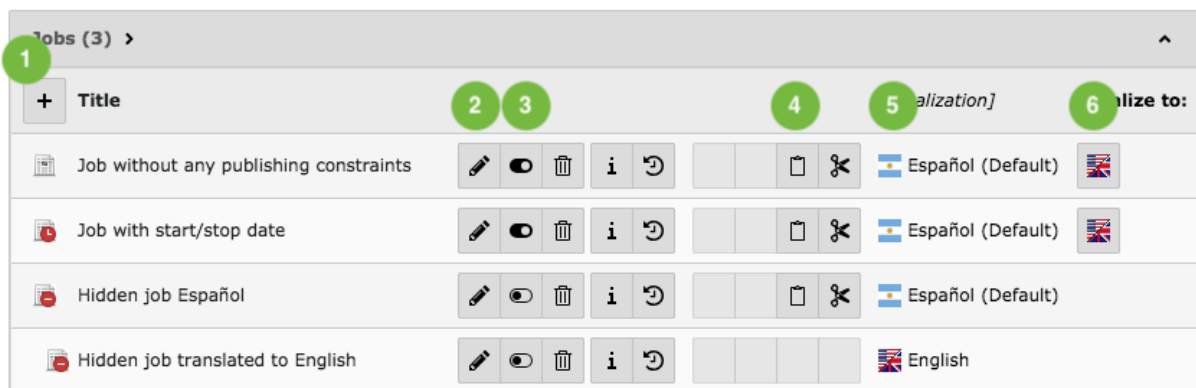 Jobs (3)
1
+ Title 2 3 4 5 alization] 6 alize to:
Job without any publishing constraints i Español (Default)
Job with start/stop date i Español (Default)
Hidden job Español i Español (Default)
Hidden job translated to English i English